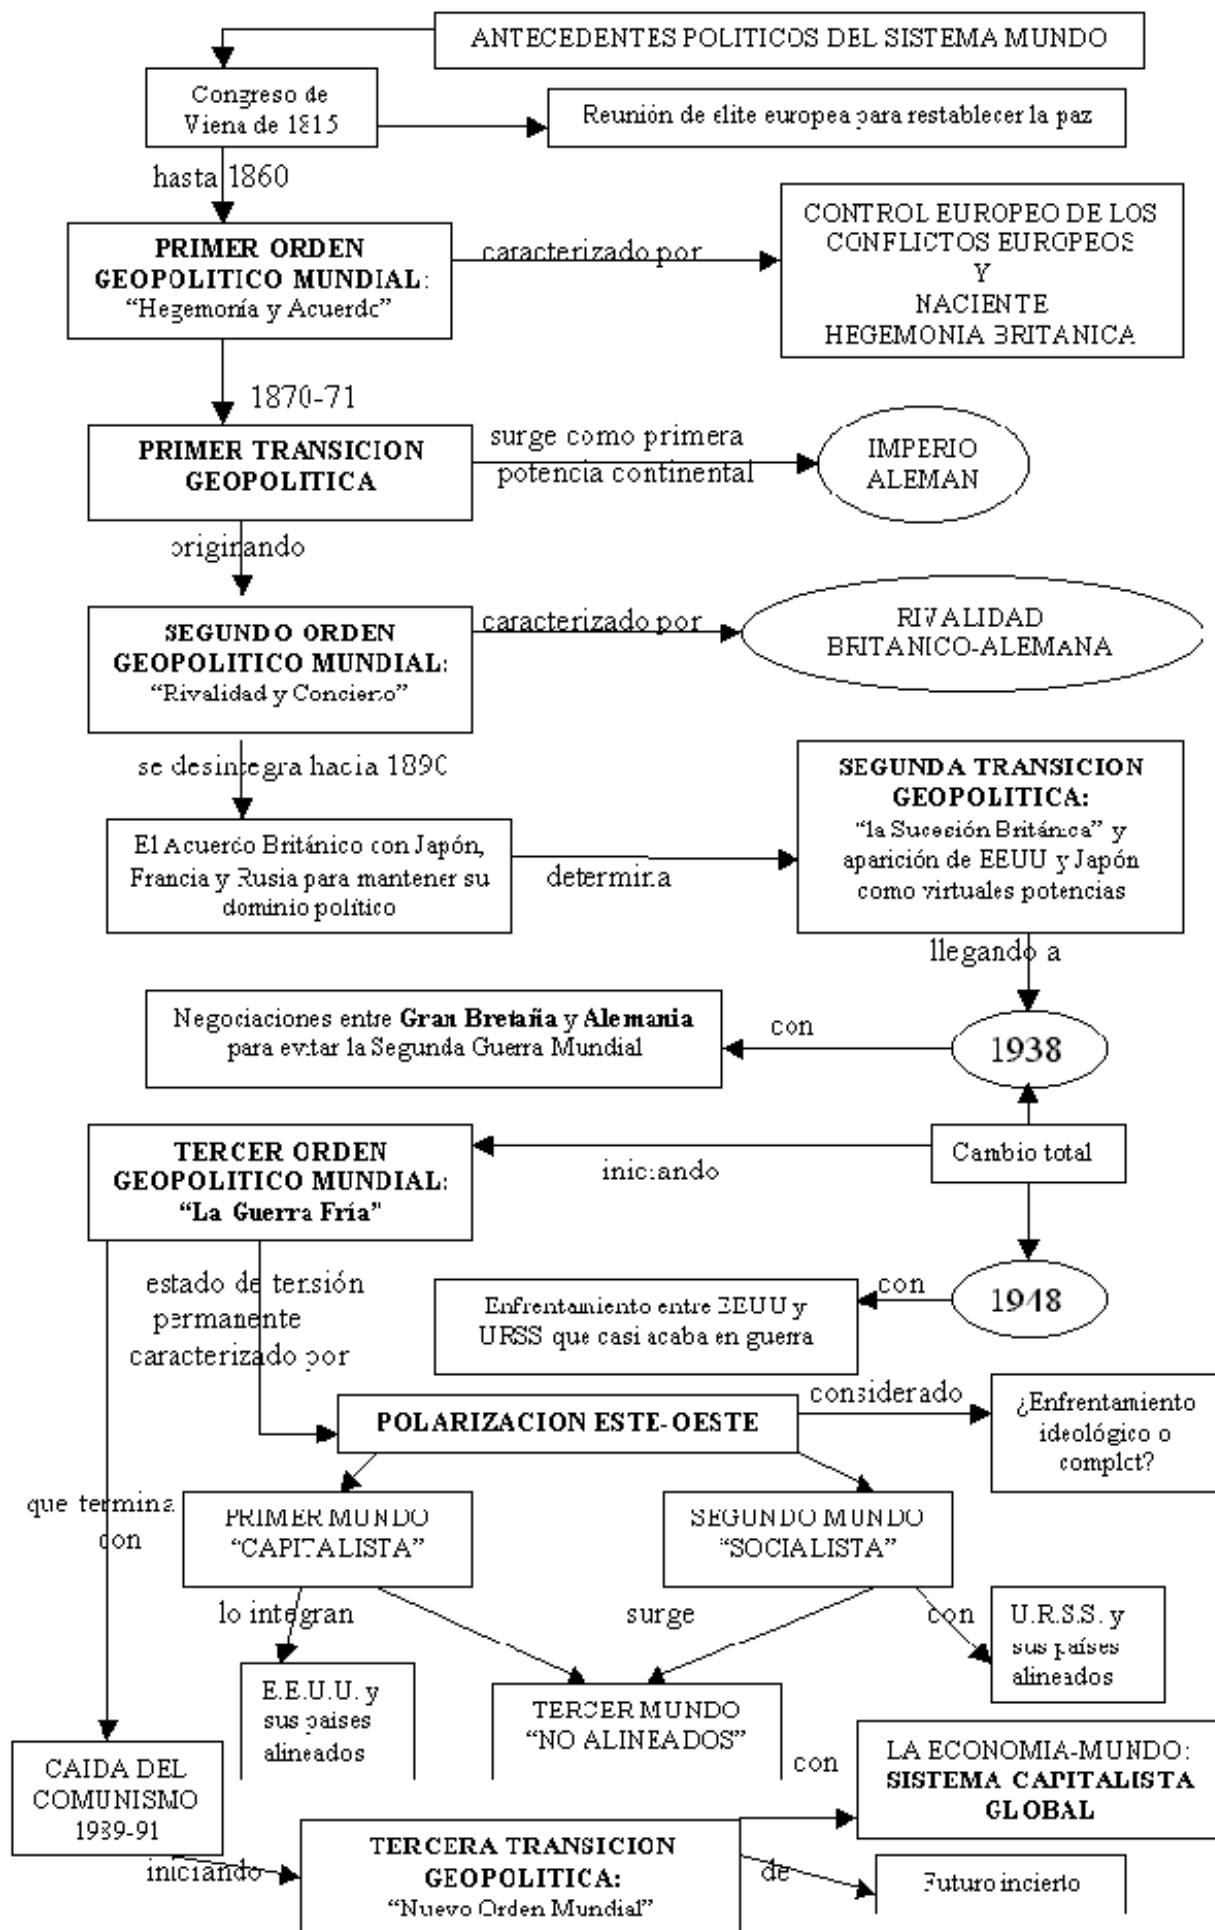 ANTECEDENTES POLITICOS DEL SISTEMA MUNDO
Congreso de
Viena de 1815
Reunión de elite europea para restablecer la paz
hasta 1860
PRIMER ORDEN
GEOPOLITICO MUNDIAL:
“Hegemonía y Acuerdo”
caracterizado por
CONTROL EUROPEO DE LOS
CONFLICTOS EUROPEOS
Y
NACIENTE
HEGEMONIA BRITANICA
1870-71
PRIMER TRANSICION
GEOPOLITICA
surge como primera
potencia continental
IMPERIO
ALEMAN
originando
SEGUNDO ORDEN
GEOPOLITICO MUNDIAL:
“Rivalidad y Concierto”
caracterizado por
RIVALIDAD
BRITANICO-ALEMANA
se desintegra hacia 1890
El Acuerdo Británico con Japón,
Francia y Rusia para mantener su
dominio político
determina
SEGUNDA TRANSICION
GEOPOLITICA:
“la Sucesión Británica” y
aparición de EEUU y Japón
como virtuales potencias
llegando a
1938
con
Negociaciones entre Gran Bretaña y Alemania
para evitar la Segunda Guerra Mundial
Cambio total
iniciando
TERCER ORDEN
GEOPOLITICO MUNDIAL:
“La Guerra Fría”
1948
con
Enfrentamiento entre EEUU y
URSS que casi acaba en guerra
estado de tensión
permanente
caracterizado por
POLARIZACION ESTE-OESTE
considerado
¿Enfrentamiento
ideológico o
complot?
que termina
con
PRIMER MUNDO
“CAPITALISTA”
SEGUNDO MUNDO
“SOCIALISTA”
lo integran
surge
con
E.E.U.U. y
sus países
alineados
TERCER MUNDO
“NO ALINEADOS”
U.R.S.S. y
sus países
alineados
CAIDA DEL
COMUNISMO
1989-91
iniciando
TERCERA TRANSICION
GEOPOLITICA:
“Nuevo Orden Mundial”
con
LA ECONOMIA-MUNDO:
SISTEMA CAPITALISTA
GLOBAL
de
Futuro incierto